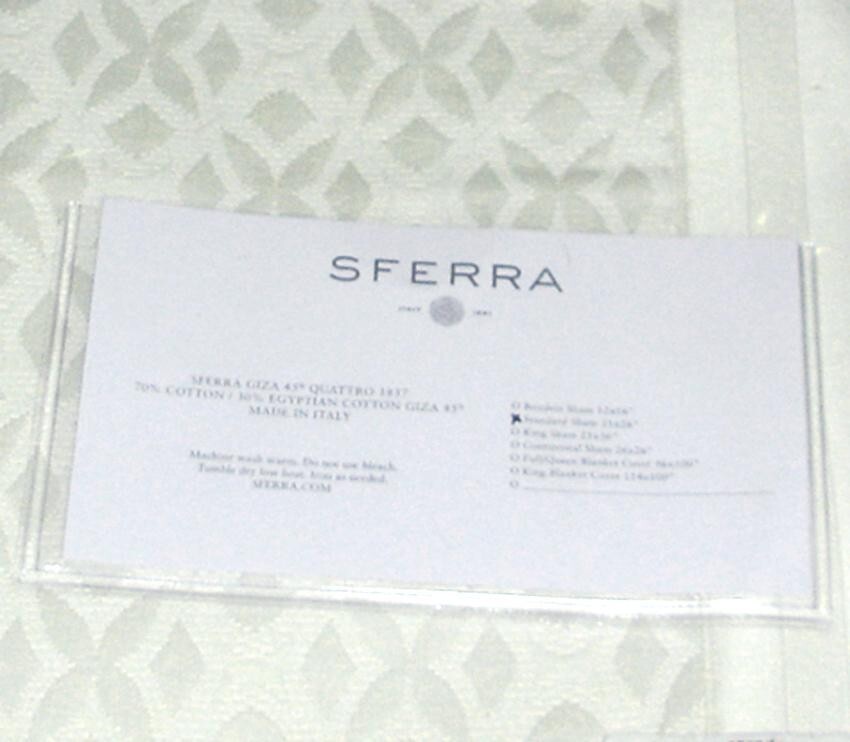 SFERRA
ITALY 1891
SFERRA GIZA 45® QUATTRO 3837
70% COTTON / 30% EGYPTIAN COTTON GIZA 45®
MADE IN ITALY
Machine wash warm. Do not use bleach.
Tumble dry low heat. Iron as needed.
SFERRA.COM
Boudoir Sham 12x16"
Standard Sham 21x26"
King Sham 21x36"
Continental Sham 26x26"
Full/Queen Blanket Cover 96x100"
King Blanket Cover 114x100"